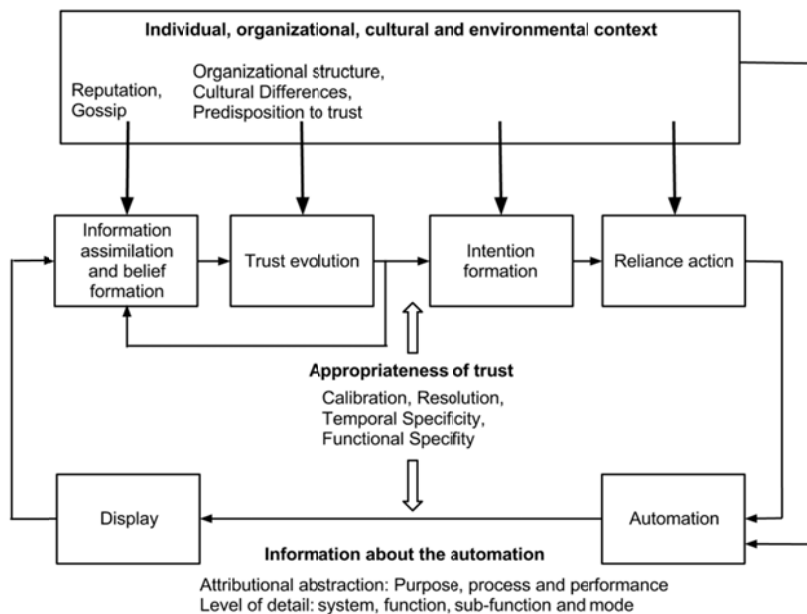 Individual, organizational, cultural and environmental context
Reputation,
Gossip
Organizational structure,
Cultural Differences,
Predisposition to trust
Information
assimilation
and belief
formation
Trust evolution
Intention
formation
Reliance action
Appropriateness of trust
Calibration, Resolution,
Temporal Specificity,
Functional Specifity
Display
Automation
Information about the automation
Attributional abstraction: Purpose, process and performance
Level of detail: system, function, sub-function and mode